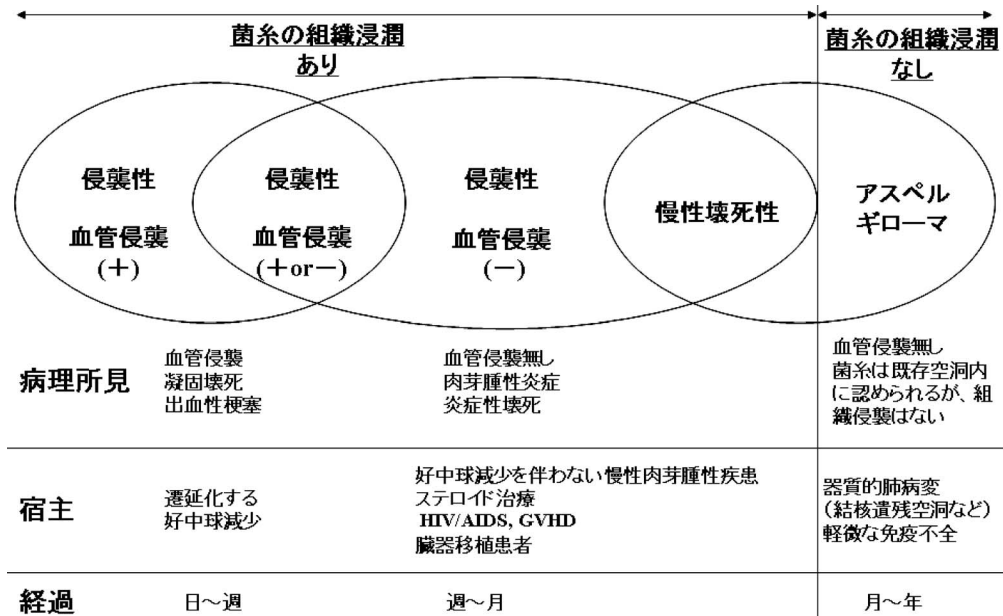 菌糸の組織浸潤
あり
菌糸の組織浸潤
なし
侵襲性
血管侵襲
(＋)
侵襲性
血管侵襲
(＋or－)
侵襲性
血管侵襲
(－)
慢性壊死性
アスペル
ギローマ
病理所見
血管侵襲
凝固壊死
出血性梗塞
血管侵襲無し
肉芽腫性炎症
炎症性壊死
血管侵襲無し
菌糸は既存空洞内
に認められるが、組
織侵襲はない
宿主
遷延化する
好中球減少
好中球減少を伴わない慢性肉芽腫性疾患
ステロイド治療
HIV/AIDS, GVHD
臓器移植患者
器質的肺病変
（結核遺残空洞など）
軽微な免疫不全
経過
日～週
週～月
月～年